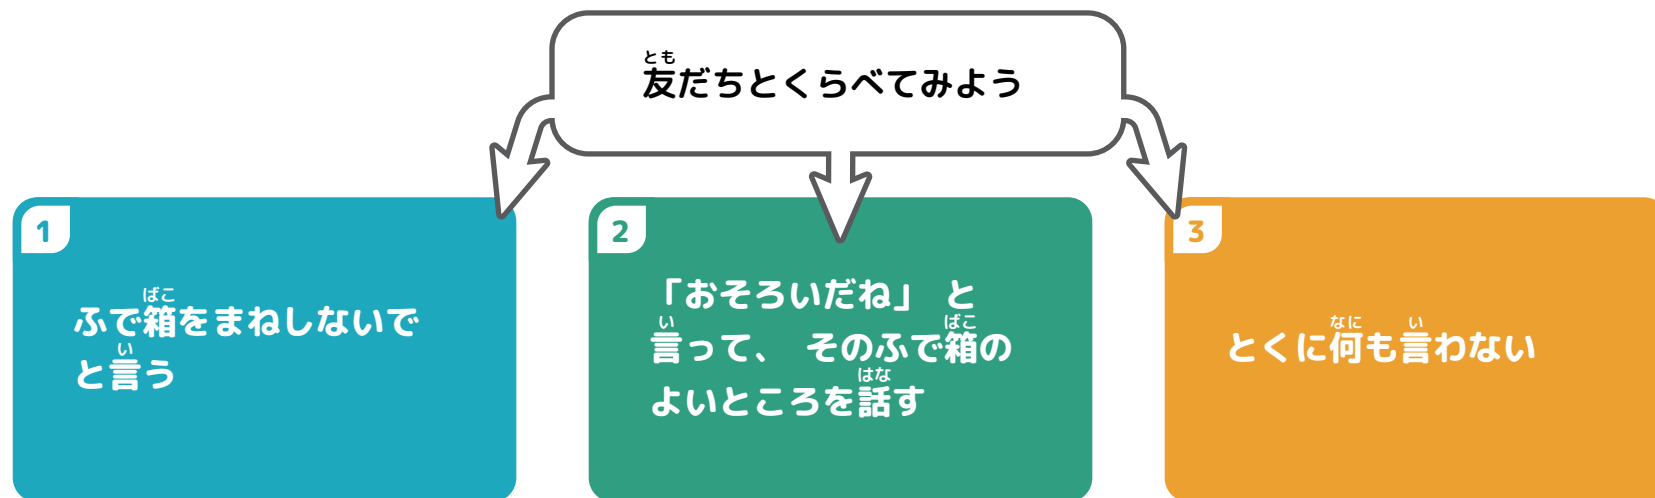 とも
友だちとくらべてみよう
1
ばこ
ふで箱をまねしないで
い
と言う
2
「おそろいだね」 と
い ばこ
言って、 そのふで箱の
はな
よいところを話す
3
なに い
とくに何も言わない